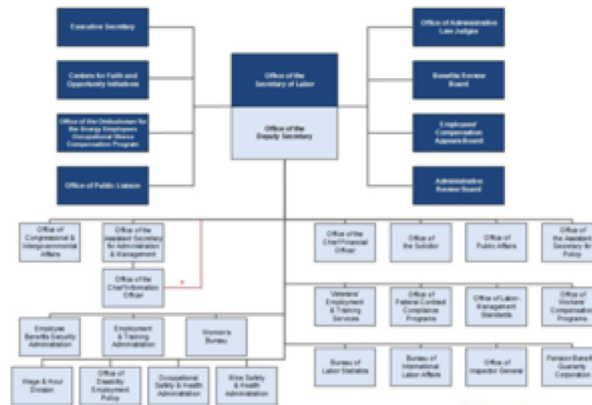 Executive Secretary
Centers for Faith and
Opportunity Initiatives
Office of the Ombudsman for
the Energy Employees
Occupational Illness
Compensation Program
Office of Public Liaison
Office of the
Secretary of Labor
Office of the
Deputy Secretary
Office of Administrative
Law Judges
Benefits Review
Board
Employees'
Compensation
Appeals Board
Administrative
Review Board
Office of
Congressional &
Intergovernmental
Affairs
Office of the
Assistant Secretary
for Administration
& Management
Office of the
Chief Financial
Officer
Office of
the Solicitor
Office of
Public Affairs
Office of
the Assistant
Secretary for
Policy
Office of the
Chief Information
Officer
Veterans'
Employment
& Training
Services
Office of
Federal Contract
Compliance
Programs
Office of Labor-
Management
Standards
Office of
Workers'
Compensation
Programs
Employee
Benefits Security
Administration
Employment
& Training
Administration
Women's
Bureau
Bureau of
Labor Statistics
Bureau of
International
Labor Affairs
Office of
Inspector General
Pension Benefit
Guaranty
Corporation
Wage & Hour
Division
Office of
Disability
Employment
Policy
Occupational
Safety & Health
Administration
Mine Safety
& Health
Administration